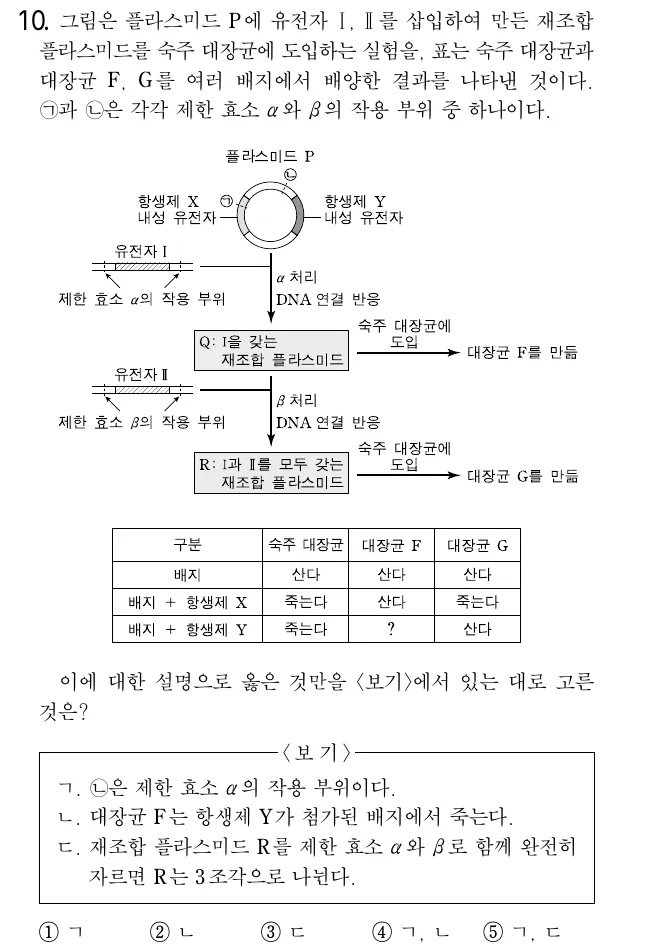 10. 그림은 플라스미드 P에 유전자 Ⅰ, Ⅱ를 삽입하여 만든 재조합
플라스미드를 숙주 대장균에 도입하는 실험을, 표는 숙주 대장균과
대장균 F, G를 여러 배지에서 배양한 결과를 나타낸 것이다.
㉠과 ㉡은 각각 제한 효소 α와 β의 작용 부위 중 하나이다.
플라스미드 P
㉡
항생제 X ㉠ 항생제 Y
내성 유전자 내성 유전자
유전자 Ⅰ
α 처리
제한 효소 α의 작용 부위 DNA 연결 반응
Q: Ⅰ을 갖는
재조합 플라스미드
숙주 대장균에
도입
대장균 F를 만듦
유전자 Ⅱ
β 처리
제한 효소 β의 작용 부위 DNA 연결 반응
R: Ⅰ과 Ⅱ를 모두 갖는
재조합 플라스미드
숙주 대장균에
도입
대장균 G를 만듦
구분 숙주 대장균 대장균 F 대장균 G
배지 산다 산다 산다
배지 + 항생제 X 죽는다 산다 죽는다
배지 + 항생제 Y 죽는다 ? 산다
이에 대한 설명으로 옳은 것만을 〈보기〉에서 있는 대로 고른
것은?
〈보 기〉
ㄱ. ㉡은 제한 효소 α의 작용 부위이다.
ㄴ. 대장균 F는 항생제 Y가 첨가된 배지에서 죽는다.
ㄷ. 재조합 플라스미드 R를 제한 효소 α와 β로 함께 완전히
자르면 R는 3조각으로 나뉜다.
① ㄱ ② ㄴ ③ ㄷ ④ ㄱ, ㄴ ⑤ ㄱ, ㄷ